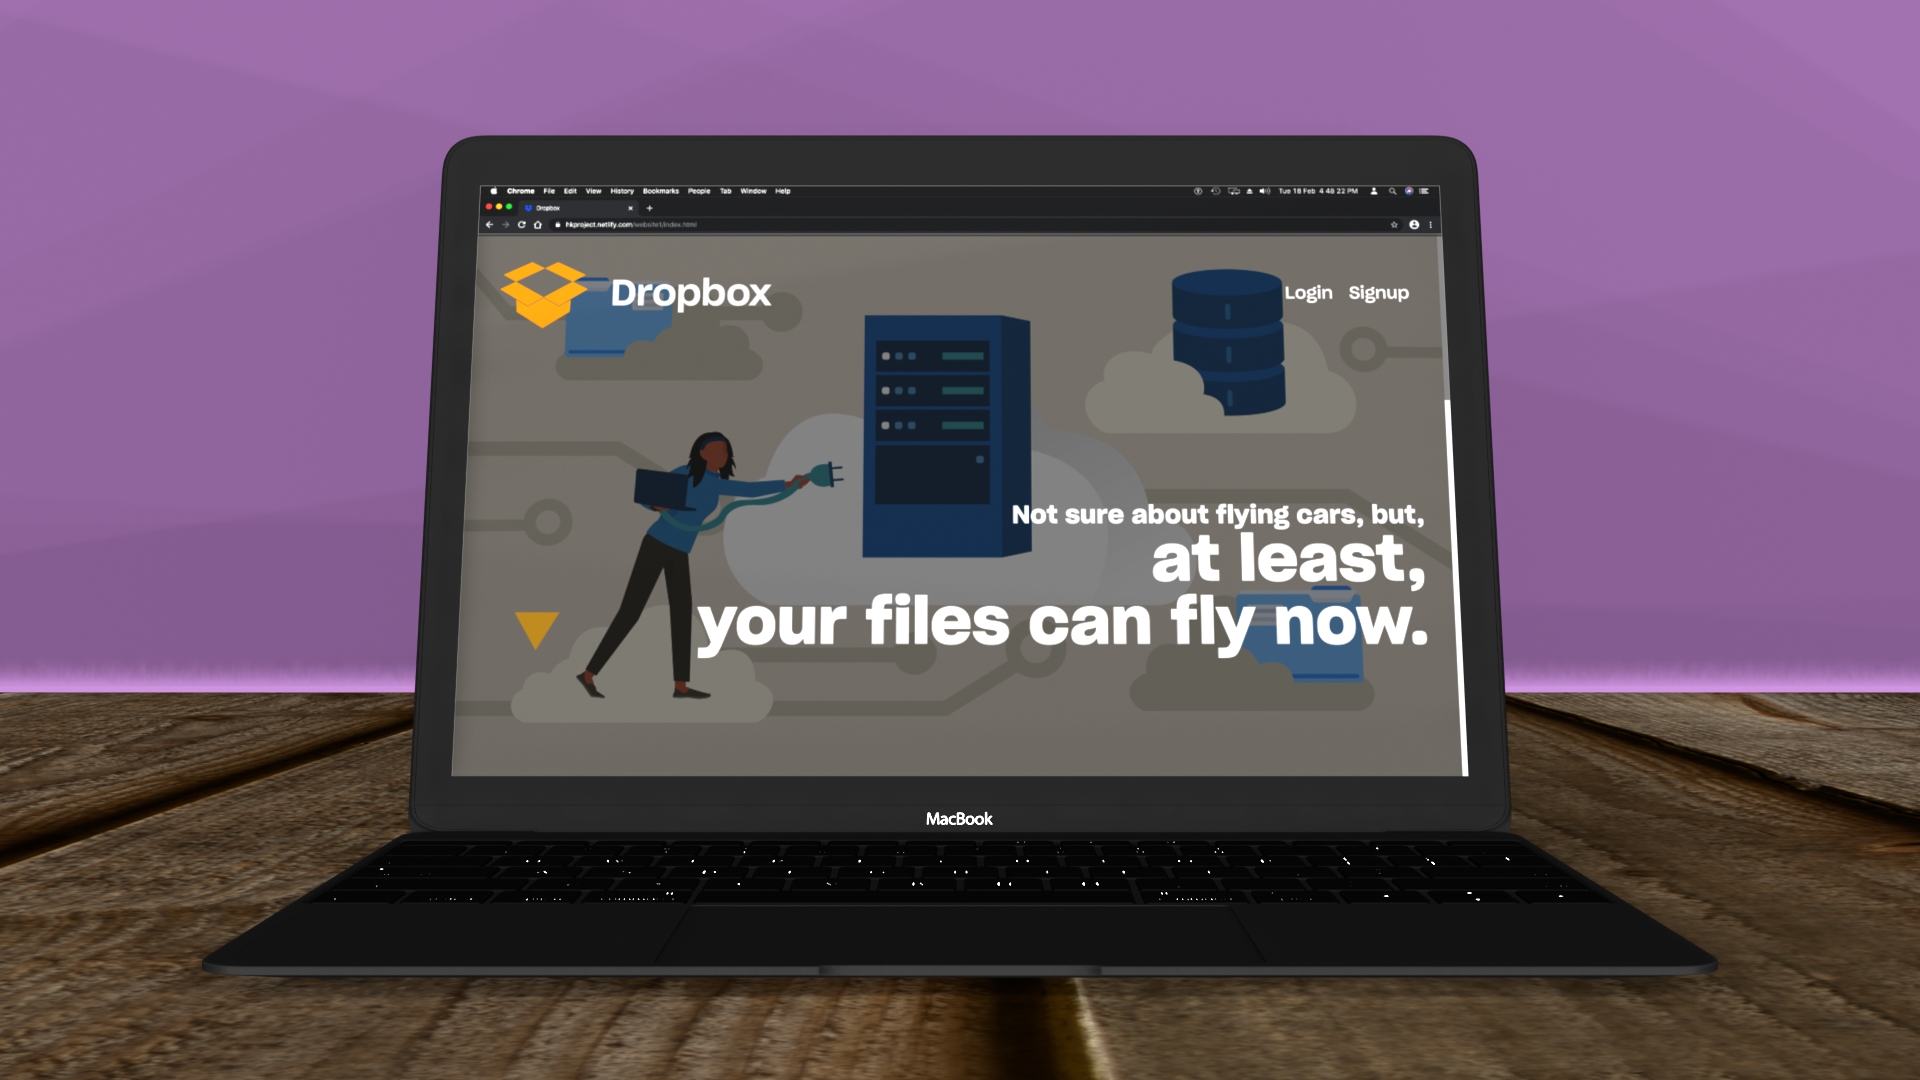 Chrome File Edit View History Bookmarks People Tab Window Help
Tue 18 Feb 4 48 22 PM
Dropbox
hkproject.netlify.com/website1/index.html
Dropbox
Login Signup
Not sure about flying cars, but,
at least,
your files can fly now.
MacBook